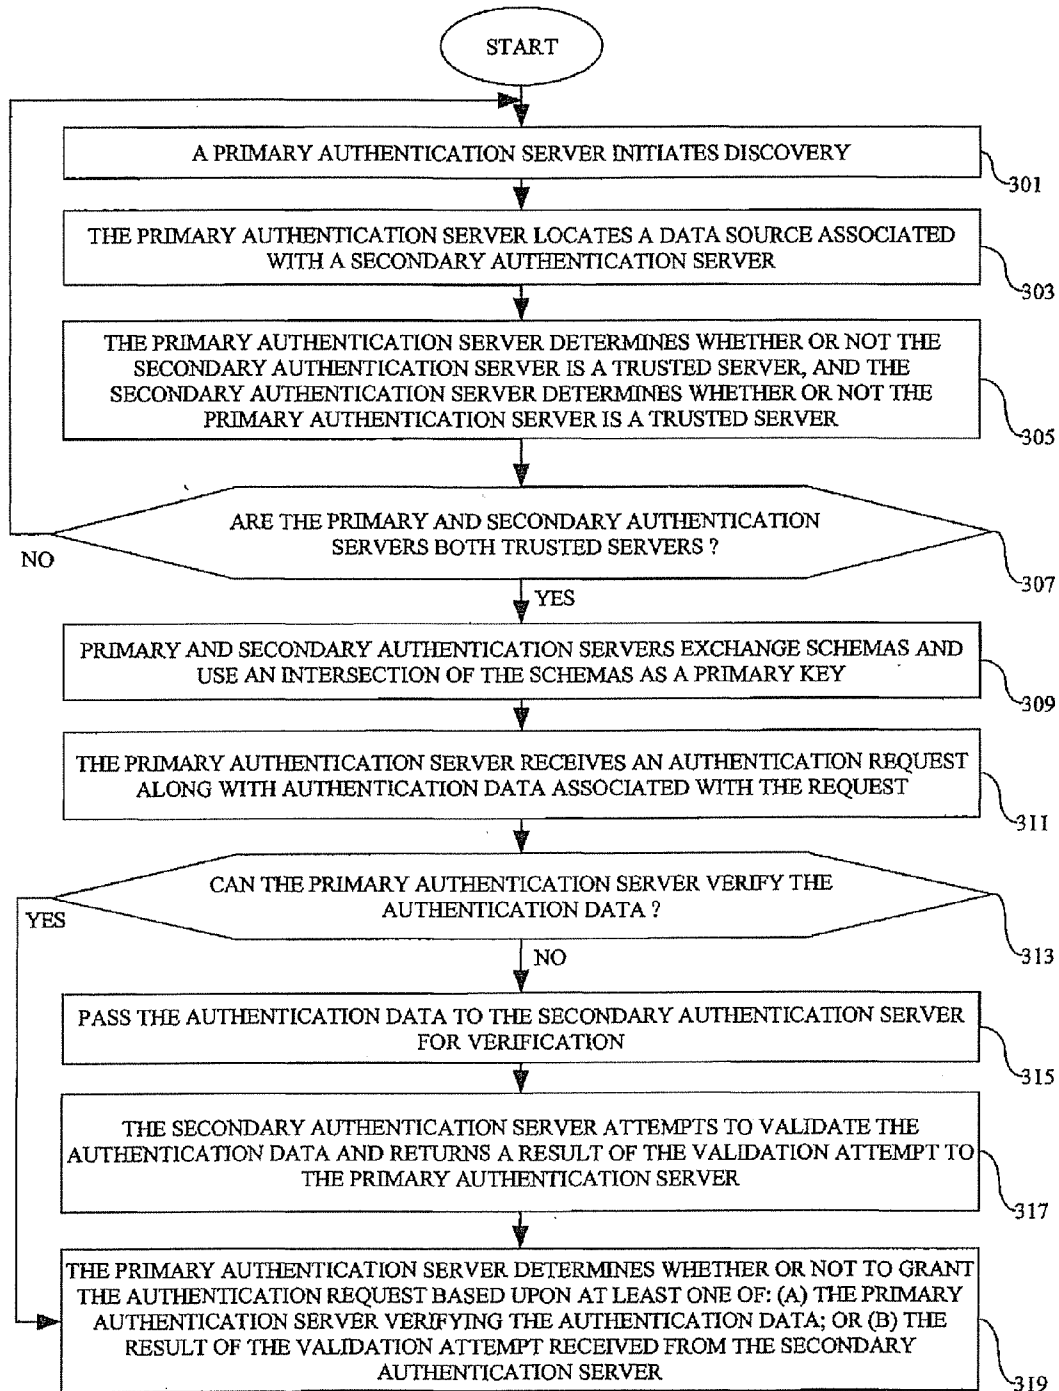 START
A PRIMARY AUTHENTICATION SERVER INITIATES DISCOVERY
301
THE PRIMARY AUTHENTICATION SERVER LOCATES A DATA SOURCE ASSOCIATED
WITH A SECONDARY AUTHENTICATION SERVER
303
THE PRIMARY AUTHENTICATION SERVER DETERMINES WHETHER OR NOT THE
SECONDARY AUTHENTICATION SERVER IS A TRUSTED SERVER, AND THE
SECONDARY AUTHENTICATION SERVER DETERMINES WHETHER OR NOT THE
PRIMARY AUTHENTICATION SERVER IS A TRUSTED SERVER
305
ARE THE PRIMARY AND SECONDARY AUTHENTICATION
SERVERS BOTH TRUSTED SERVERS ?
NO
307
YES
PRIMARY AND SECONDARY AUTHENTICATION SERVERS EXCHANGE SCHEMAS AND
USE AN INTERSECTION OF THE SCHEMAS AS A PRIMARY KEY
309
THE PRIMARY AUTHENTICATION SERVER RECEIVES AN AUTHENTICATION REQUEST
ALONG WITH AUTHENTICATION DATA ASSOCIATED WITH THE REQUEST
311
CAN THE PRIMARY AUTHENTICATION SERVER VERIFY THE
AUTHENTICATION DATA ?
YES
313
NO
PASS THE AUTHENTICATION DATA TO THE SECONDARY AUTHENTICATION SERVER
FOR VERIFICATION
315
THE SECONDARY AUTHENTICATION SERVER ATTEMPTS TO VALIDATE THE
AUTHENTICATION DATA AND RETURNS A RESULT OF THE VALIDATION ATTEMPT TO
THE PRIMARY AUTHENTICATION SERVER
317
THE PRIMARY AUTHENTICATION SERVER DETERMINES WHETHER OR NOT TO GRANT
THE AUTHENTICATION REQUEST BASED UPON AT LEAST ONE OF: (A) THE PRIMARY
AUTHENTICATION SERVER VERIFYING THE AUTHENTICATION DATA; OR (B) THE
RESULT OF THE VALIDATION ATTEMPT RECEIVED FROM THE SECONDARY
AUTHENTICATION SERVER
319